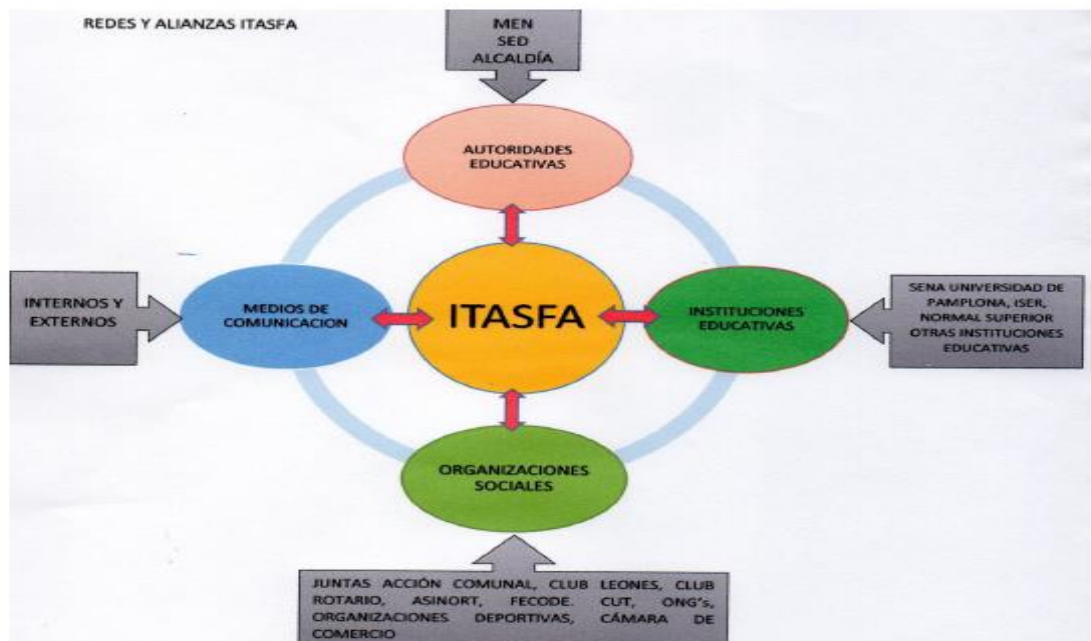 REDES Y ALIANZAS ITASFA
MEN
SED
ALCALDÍA
AUTORIDADES
EDUCATIVAS
INTERNOS Y
EXTERNOS
MEDIOS DE
COMUNICACION
ITASFA
INSTITUCIONES
EDUCATIVAS
SENA UNIVERSIDAD DE
PAMPLONA, ISER,
NORMAL SUPERIOR
OTRAS INSTITUCIONES
EDUCATIVAS
ORGANIZACIONES
SOCIALES
JUNTAS ACCIÓN COMUNAL, CLUB LEONES, CLUB
ROTARIO, ASINORT, FECODE. CUT, ONG's,
ORGANIZACIONES DEPORTIVAS, CÁMARA DE
COMERCIO